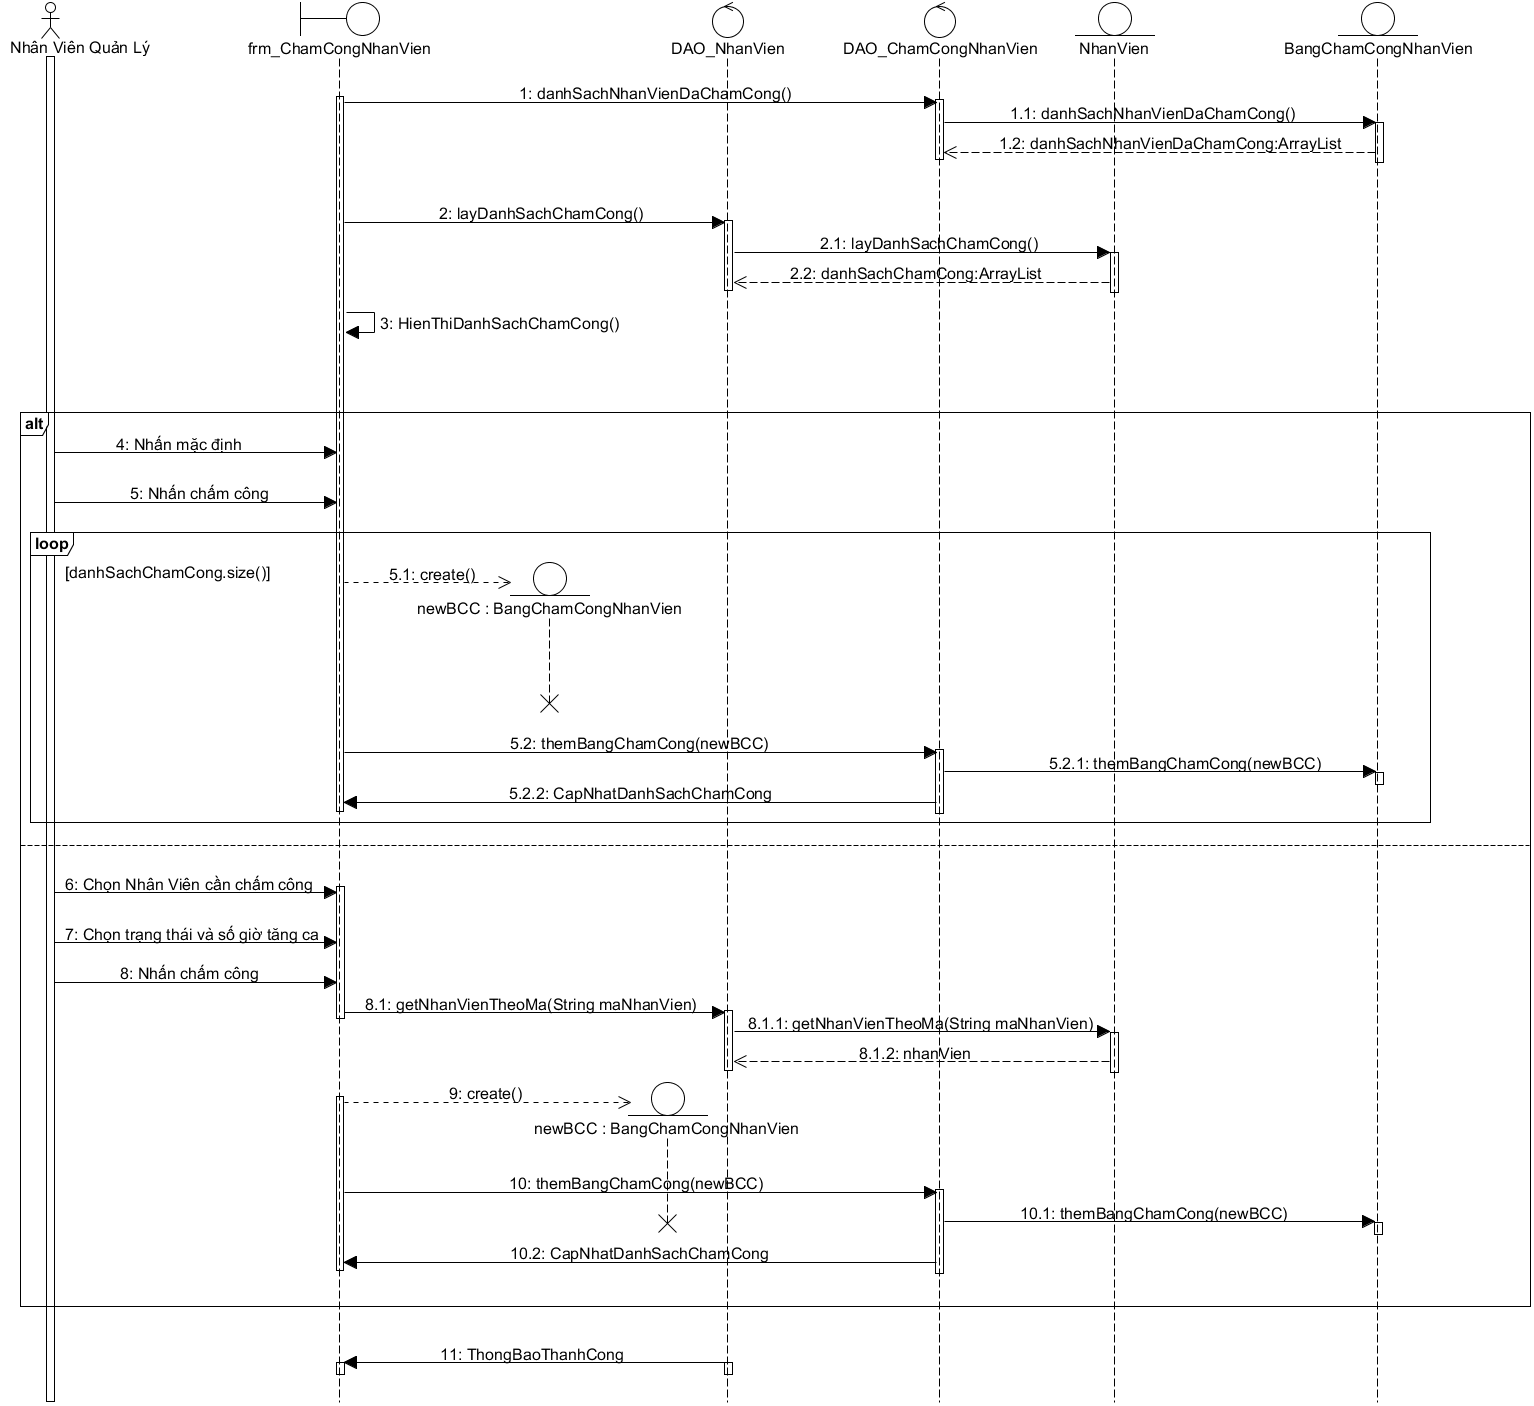 Nhân Viên Quản Lý
frm_ChamCongNhanVien
DAO_NhanVien
DAO_ChamCongNhanVien
NhanVien
BangChamCongNhanVien
1: danhSachNhanVienDaChamCong()
1.1: danhSachNhanVienDaChamCong()
1.2: danhSachNhanVienDaChamCong:ArrayList
2: layDanhSachChamCong()
2.1: layDanhSachChamCong()
2.2: danhSachChamCong:ArrayList
3: HienThiDanhSachChamCong()
alt
4: Nhấn mặc định
5: Nhấn chấm công
loop
[danhSachChamCong.size()]
5.1: create()
newBCC : BangChamCongNhanVien
5.2: themBangChamCong(newBCC)
5.2.1: themBangChamCong(newBCC)
5.2.2: CapNhatDanhSachChamCong
6: Chọn Nhân Viên cần chấm công
7: Chọn trạng thái và số giờ tăng ca
8: Nhấn chấm công
8.1: getNhanVienTheoMa(String maNhanVien)
8.1.1: getNhanVienTheoMa(String maNhanVien)
8.1.2: nhanVien
9: create()
newBCC : BangChamCongNhanVien
10: themBangChamCong(newBCC)
10.1: themBangChamCong(newBCC)
10.2: CapNhatDanhSachChamCong
11: ThongBaoThanhCong